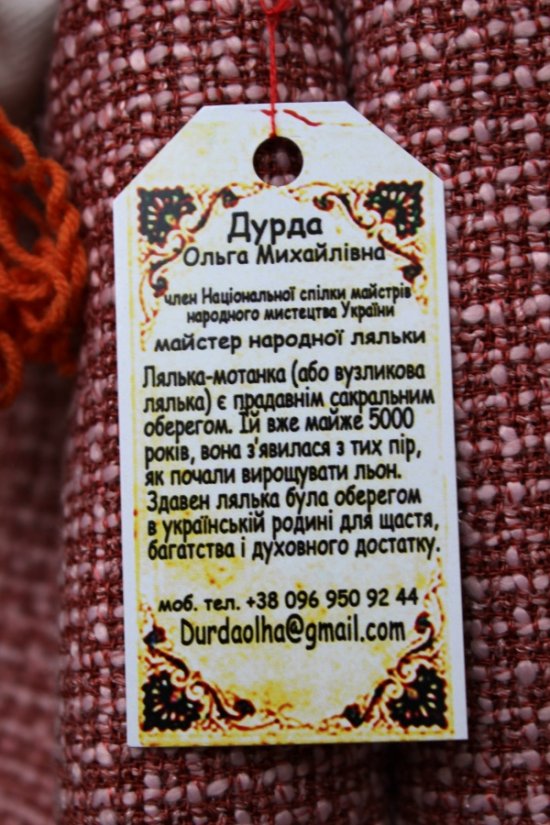 Дурда
Ольга Михайлівна
член Національної спілки майстрів
народного мистецтва України
майстер народної ляльки
Лялька-мотанка (або вузликова
лялька) є прадавнім сакральним
оберегом. Їй вже майже 5000
років, вона з'явилася з тих пір,
як почали вирощувати льон.
Здавен лялька була оберегом
в українській родині для щастя,
багатства і духовного достатку.
моб. тел. +38 096 950 92 44
Durdaolha@gmail.com